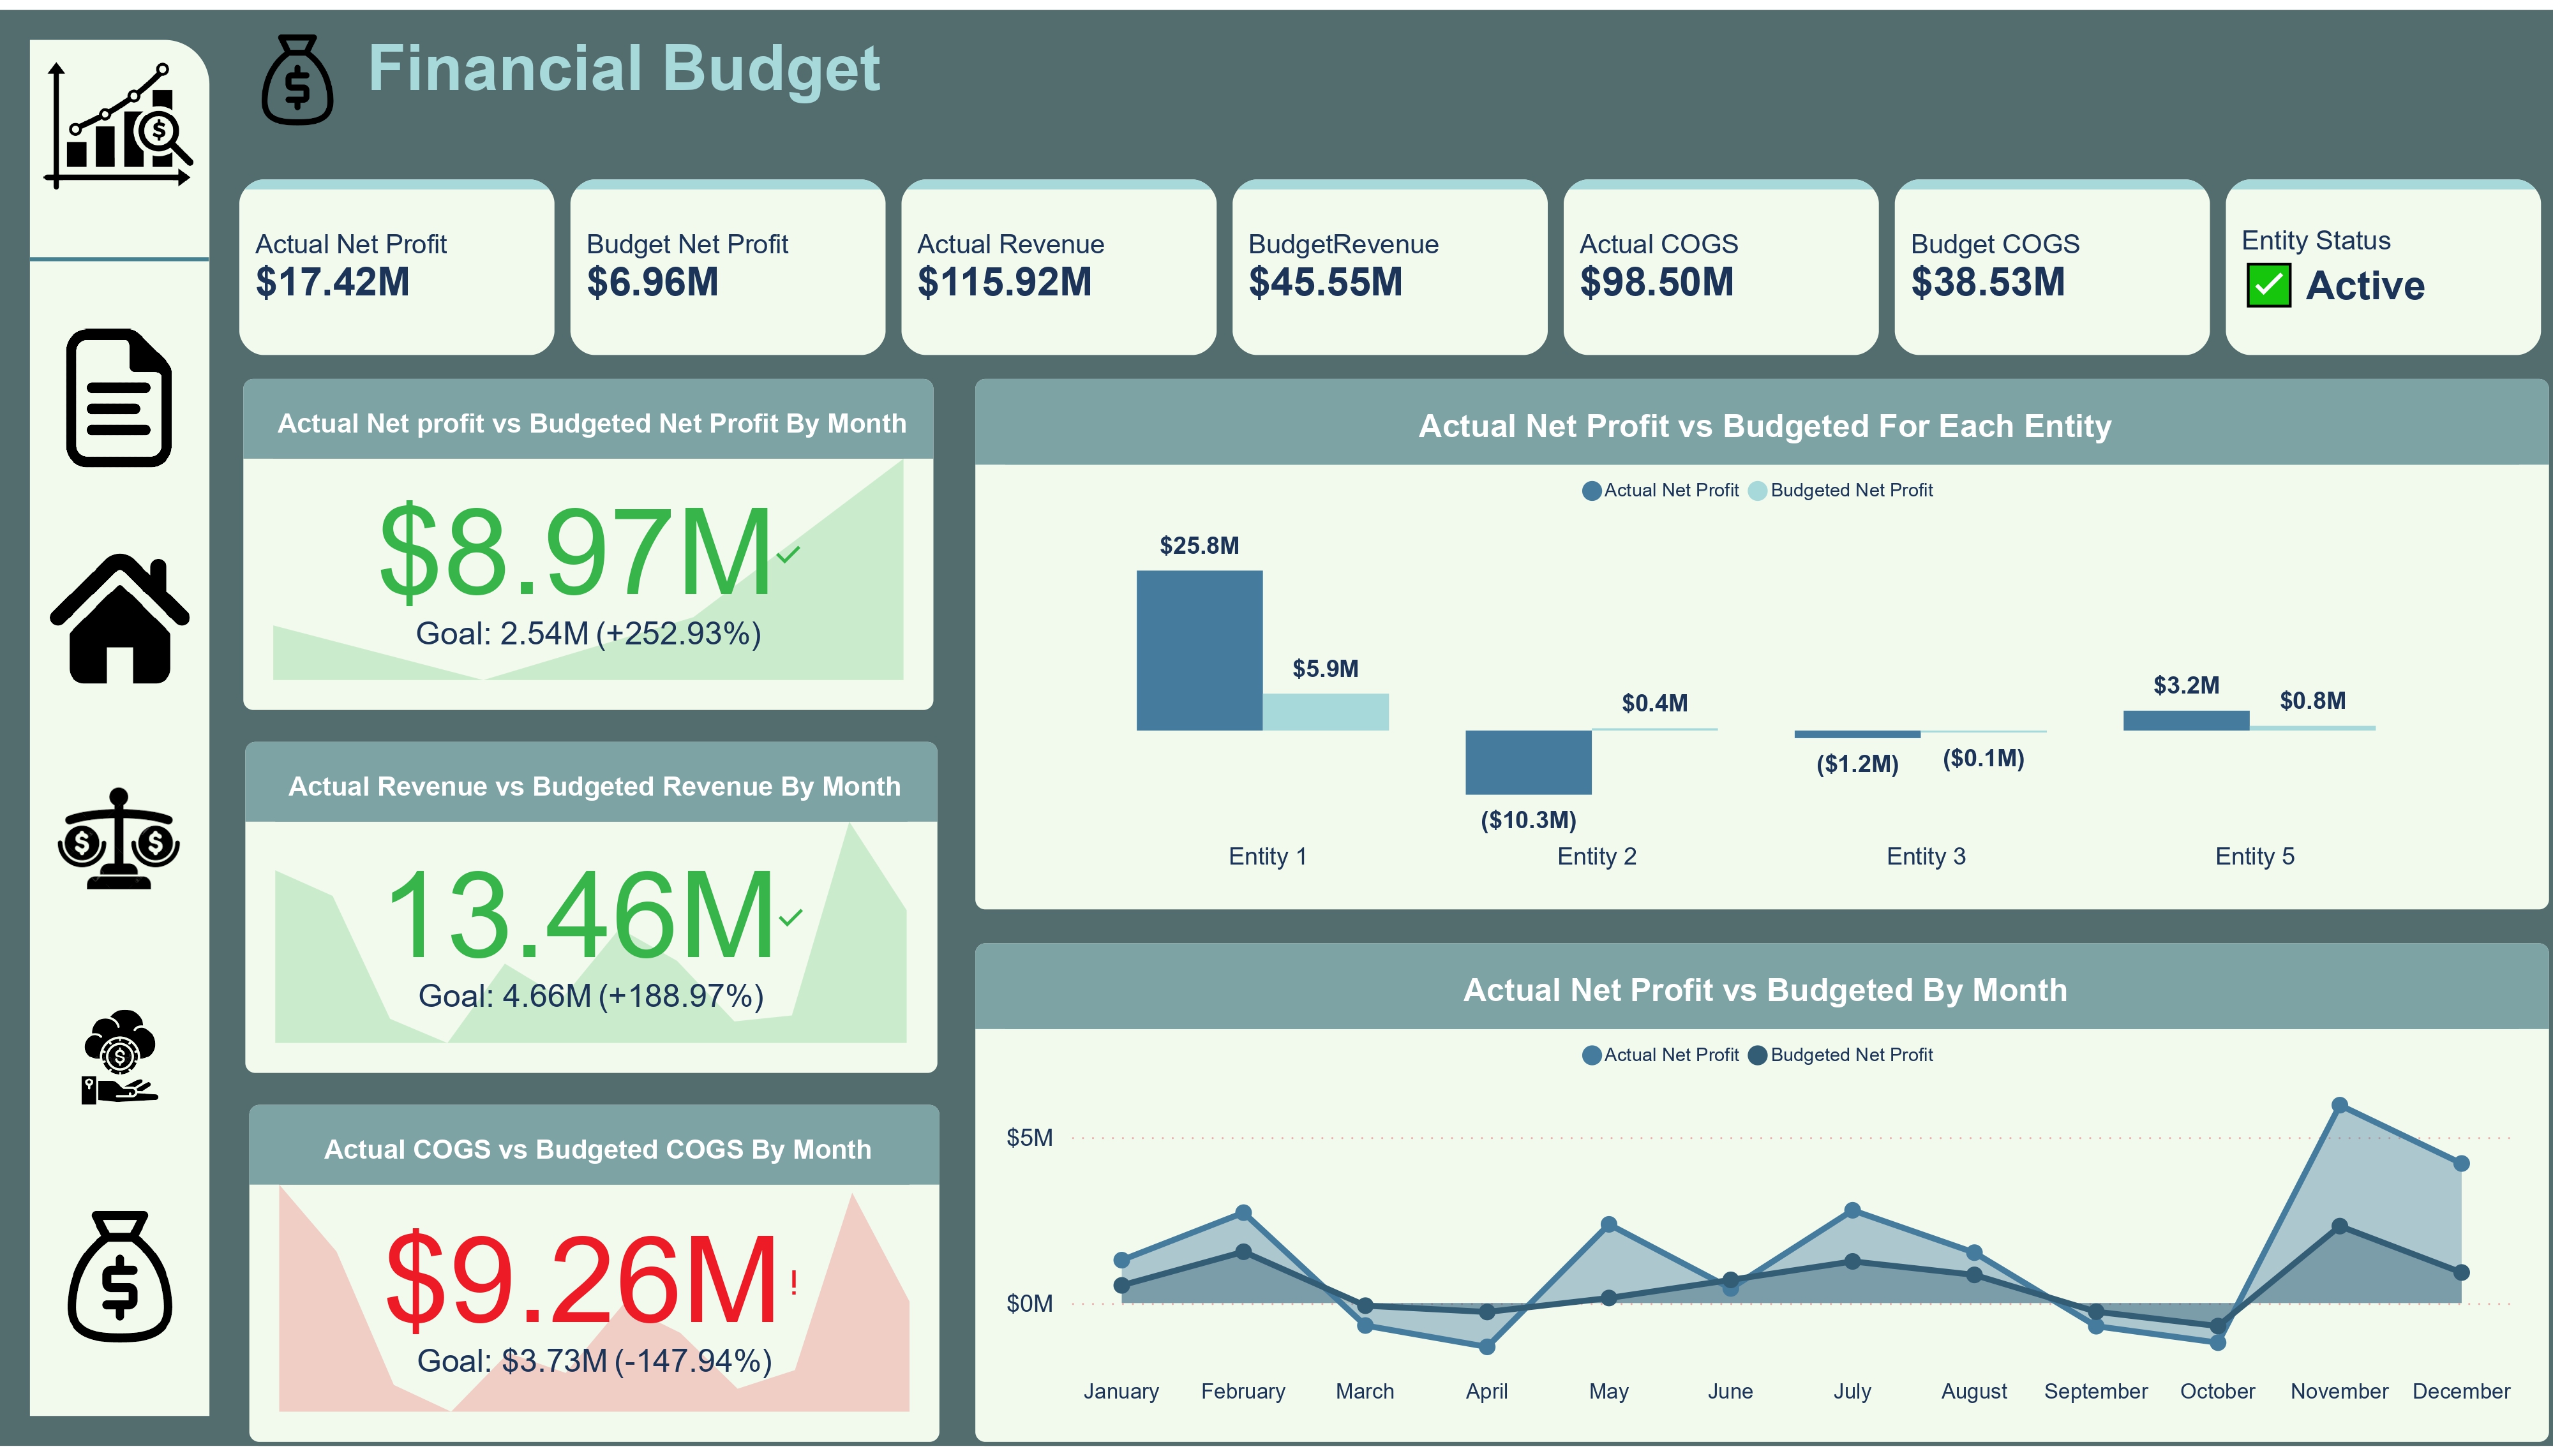 Financial Budget
Actual Net Profit
$17.42M
Budget Net Profit
$6.96M
Actual Revenue
$115.92M
BudgetRevenue
$45.55M
Actual COGS
$98.50M
Budget COGS
$38.53M
Entity Status
Active
Actual Net profit vs Budgeted Net Profit By Month
$8.97M
Goal: 2.54M (+252.93%)
Actual Revenue vs Budgeted Revenue By Month
13.46M
Goal: 4.66M (+188.97%)
Actual COGS vs Budgeted COGS By Month
$9.26M !
Goal: $3.73M (-147.94%)
Actual Net Profit vs Budgeted For Each Entity
Actual Net Profit Budgeted Net Profit
$25.8M
$5.9M
($10.3M)
$0.4M
($1.2M)
($0.1M)
$3.2M
$0.8M
Entity 1 Entity 2 Entity 3 Entity 5
Actual Net Profit vs Budgeted By Month
Actual Net Profit Budgeted Net Profit
$5M
$0M
January February March April May June July August September October November December